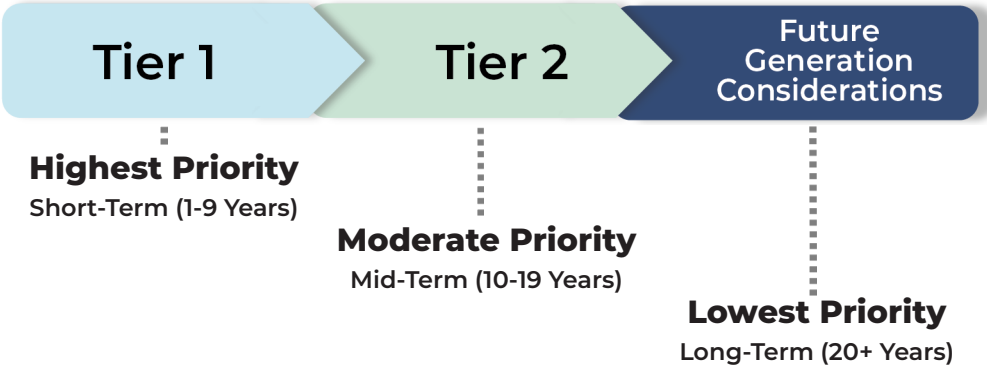 Tier 1
Highest Priority
Short-Term (1-9 Years)
Tier 2
Moderate Priority
Mid-Term (10-19 Years)
Future
Generation
Considerations
Lowest Priority
Long-Term (20+ Years)